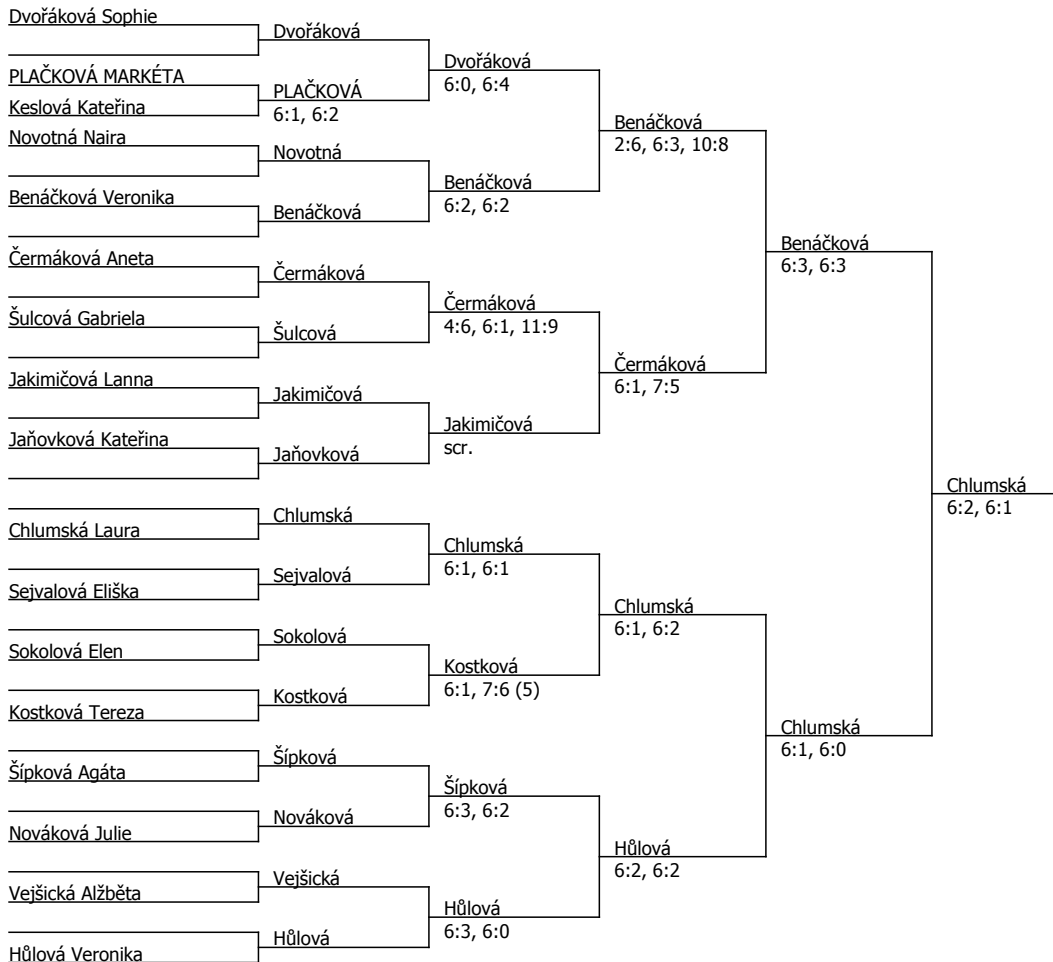 Dvořáková Sophie
PLAČKOVÁ MARKÉTA
Keslová Kateřina
Novotná Naira
Benáčková Veronika
Čermáková Aneta
Šulcová Gabriela
Jakimičová Lanna
Jaňovková Kateřina
Chlumská Laura
Sejvalová Eliška
Sokolová Elen
Kostková Tereza
Šípková Agáta
Nováková Julie
Vejšická Alžběta
Hůlová Veronika
Dvořáková
PLAČKOVÁ
6:1, 6:2
Novotná
Benáčková
Čermáková
Šulcová
Jakimičová
Jaňovková
Chlumská
Sejvalová
Sokolová
Kostková
Šípková
Nováková
Vejšická
Hůlová
Dvořáková
6:0, 6:4
Benáčková
6:2, 6:2
Čermáková
4:6, 6:1, 11:9
Jakimičová
scr.
Chlumská
6:1, 6:1
Kostková
6:1, 7:6 (5)
Šípková
6:3, 6:2
Hůlová
6:3, 6:0
Benáčková
2:6, 6:3, 10:8
Čermáková
6:1, 7:5
Chlumská
6:1, 6:2
Hůlová
6:2, 6:2
Benáčková
6:3, 6:3
Chlumská
6:1, 6:0
Chlumská
6:2, 6:1